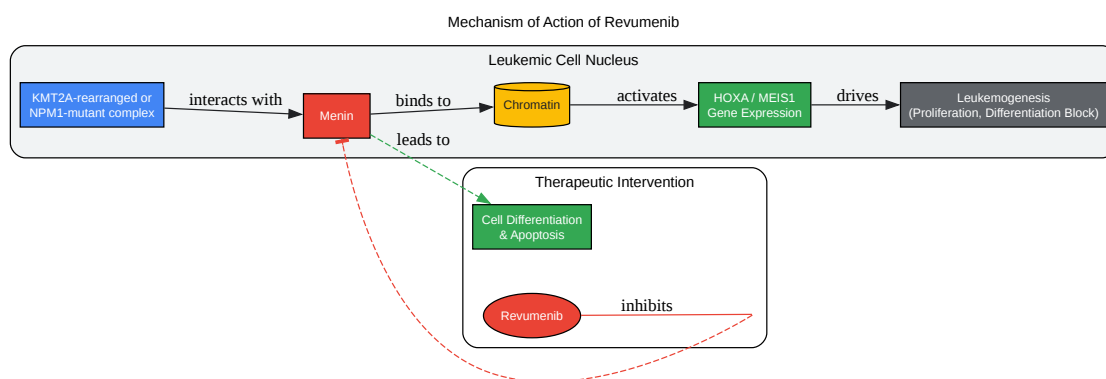 Mechanism of Action of Revumenib
Leukemic Cell Nucleus
KMT2A-rearranged or
NPM1-mutant complex
interacts with
Menin
binds to
Chromatin
activates
HOXA / MEIS1
Gene Expression
drives
Leukemogenesis
(Proliferation, Differentiation Block)
leads to
Therapeutic Intervention
Cell Differentiation
& Apoptosis
Revumenib
inhibits